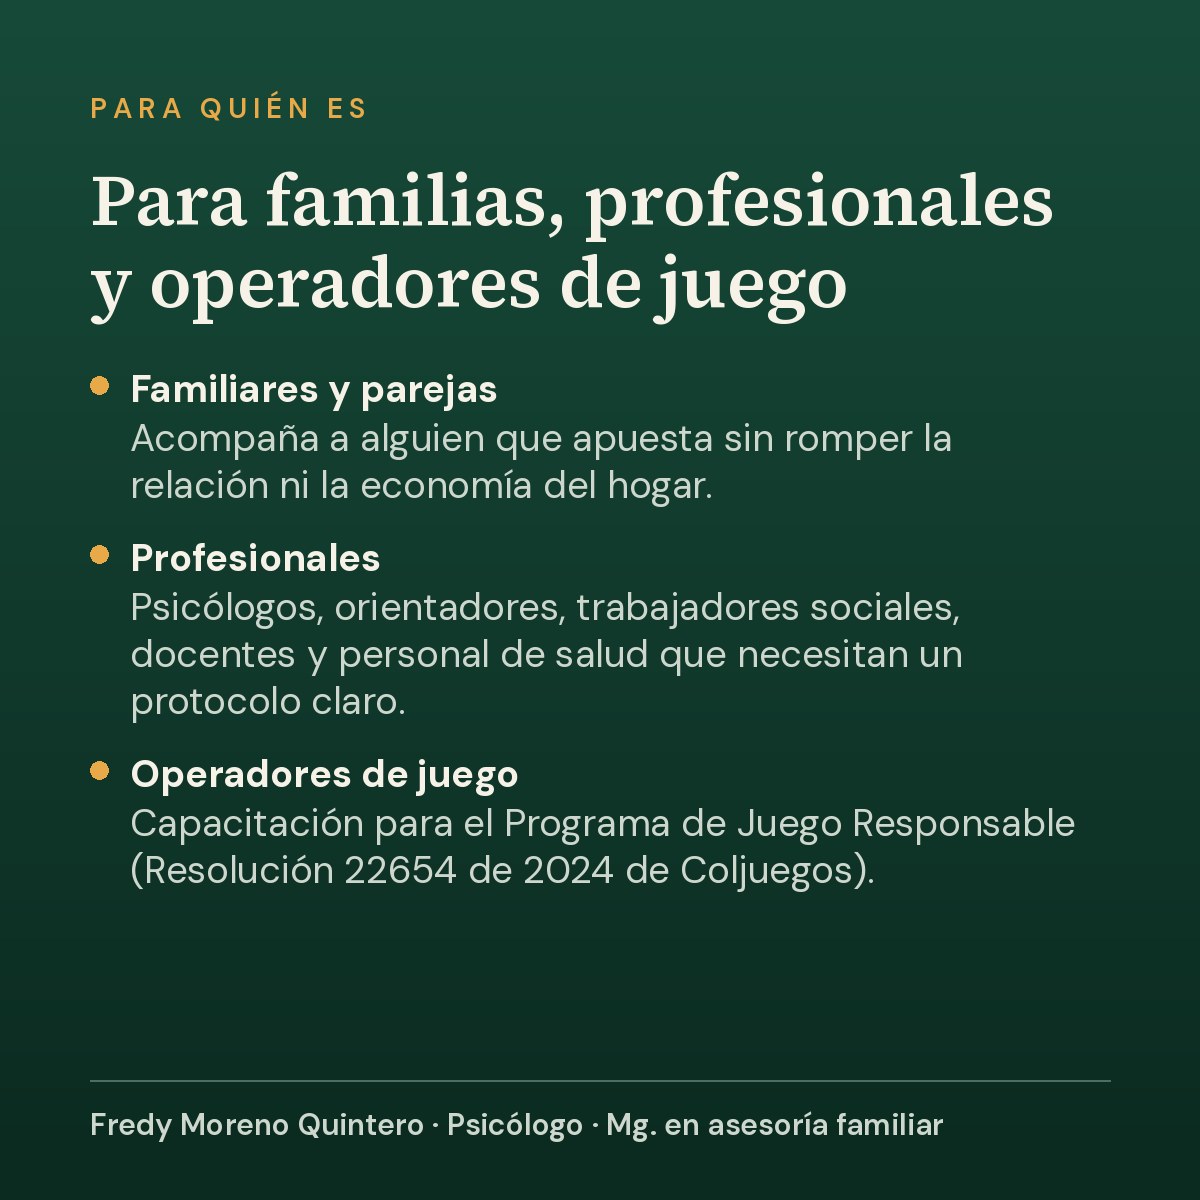 PARA QUIÉN ES
Para familias, profesionales
y operadores de juego
Familiares y parejas
Acompaña a alguien que apuesta sin romper la
relación ni la economía del hogar.
Profesionales
Psicólogos, orientadores, trabajadores sociales,
docentes y personal de salud que necesitan un
protocolo claro.
Operadores de juego
Capacitación para el Programa de Juego Responsable
(Resolución 22654 de 2024 de Coljuegos).
Fredy Moreno Quintero · Psicólogo · Mg. en asesoría familiar